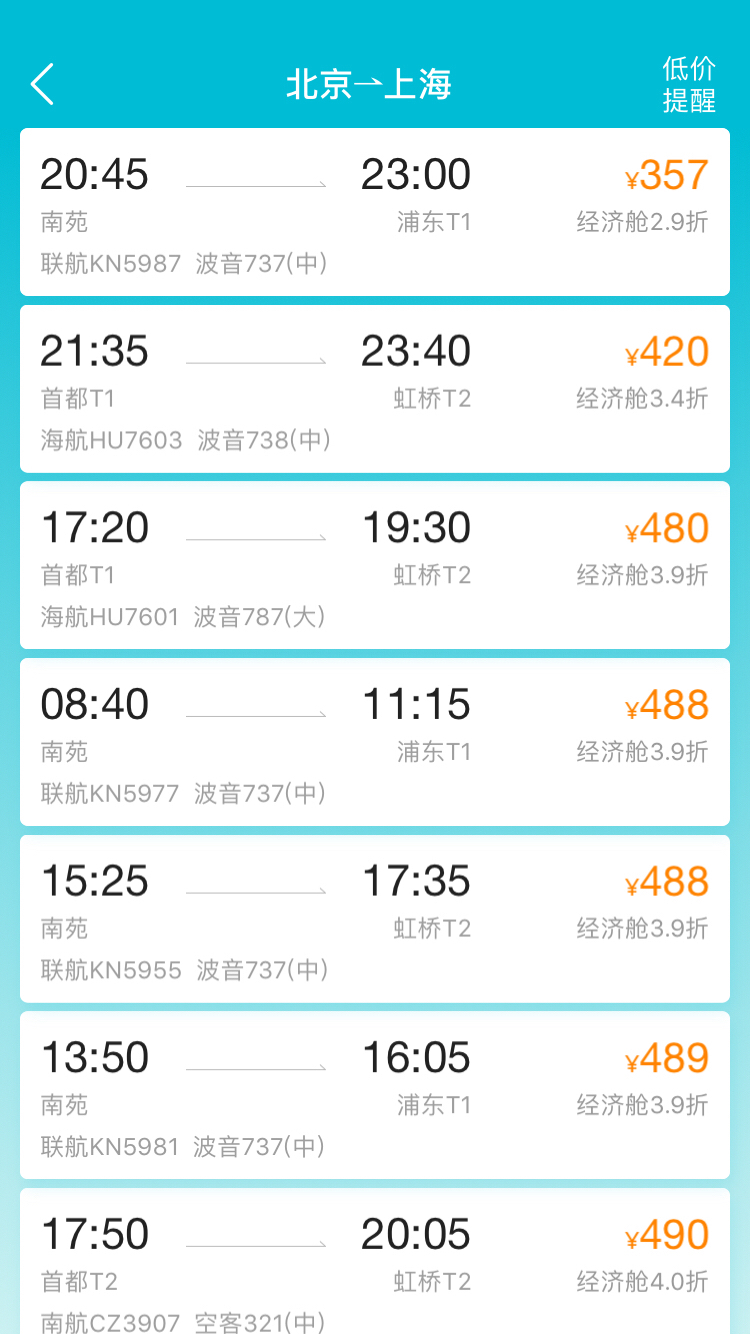 北京 上海
低价
提醒
20:45 23:00 ¥357
南苑 浦东T1 经济舱2.9折
联航KN5987 波音737(中)
21:35 23:40 ¥420
首都T1 虹桥T2 经济舱3.4折
海航HU7603 波音738(中)
17:20 19:30 ¥480
首都T1 虹桥T2 经济舱3.9折
海航HU7601 波音787(大)
08:40 11:15 ¥488
南苑 浦东T1 经济舱3.9折
联航KN5977 波音737(中)
15:25 17:35 ¥488
南苑 虹桥T2 经济舱3.9折
联航KN5955 波音737(中)
13:50 16:05 ¥489
南苑 浦东T1 经济舱3.9折
联航KN5981 波音737(中)
17:50 20:05 ¥490
首都T2 虹桥T2 经济舱4.0折
南航CZ3907 空客321(中)